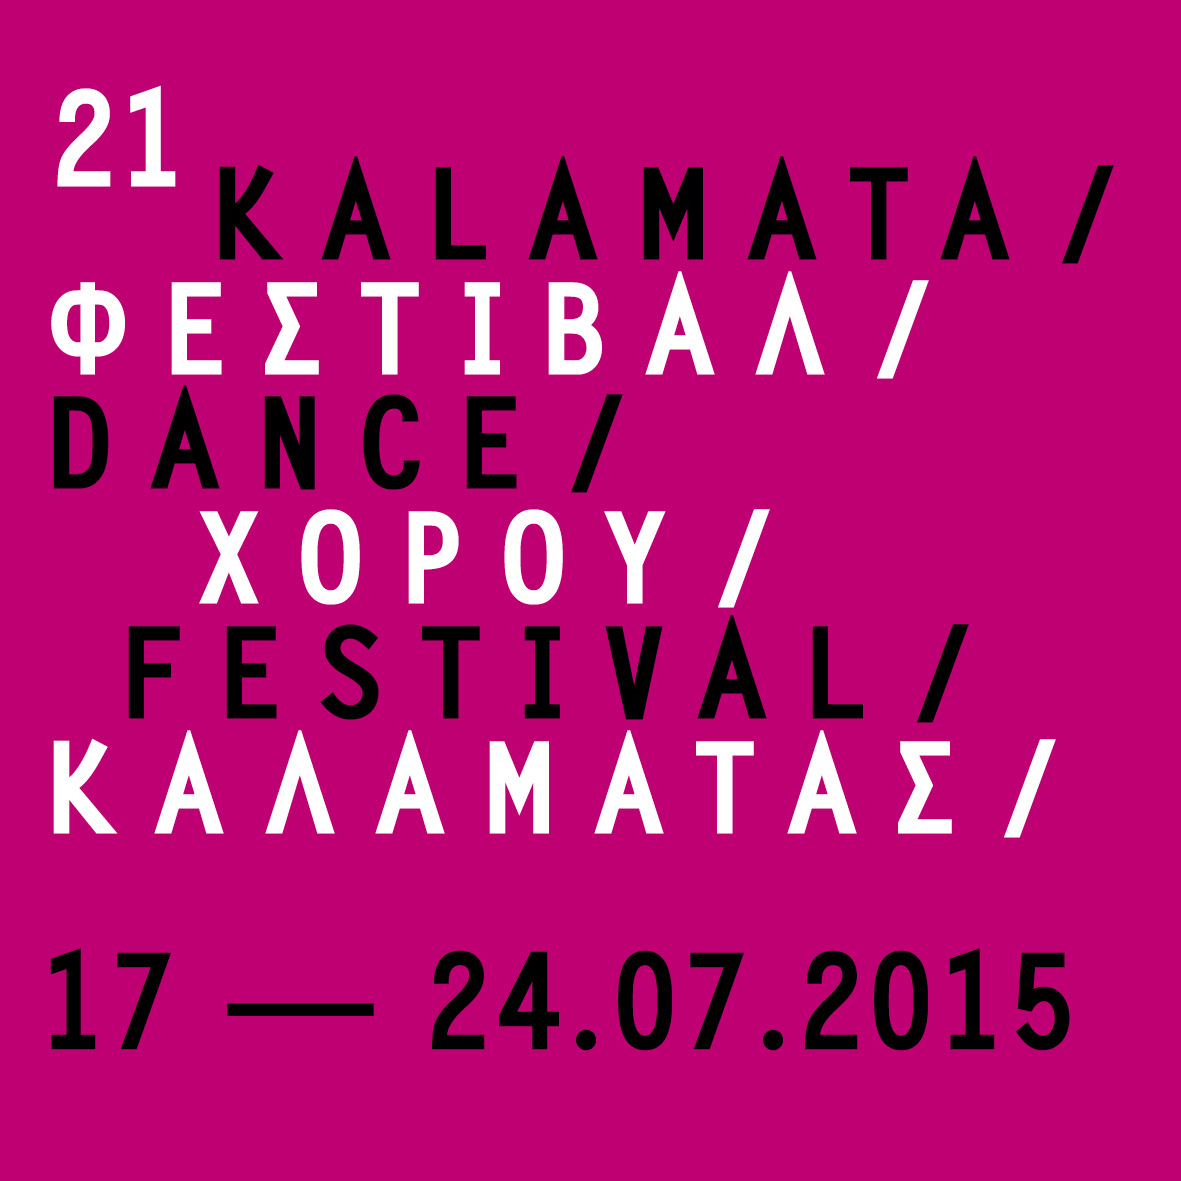 21
KALAMATA/
ΦΕΣΤΙΒΑΛ/
DANCE/
ΧΟΡΟΥ/
FESTIVAL/
ΚΑΛΑΜΑΤΑΣ/
17 — 24.07.2015